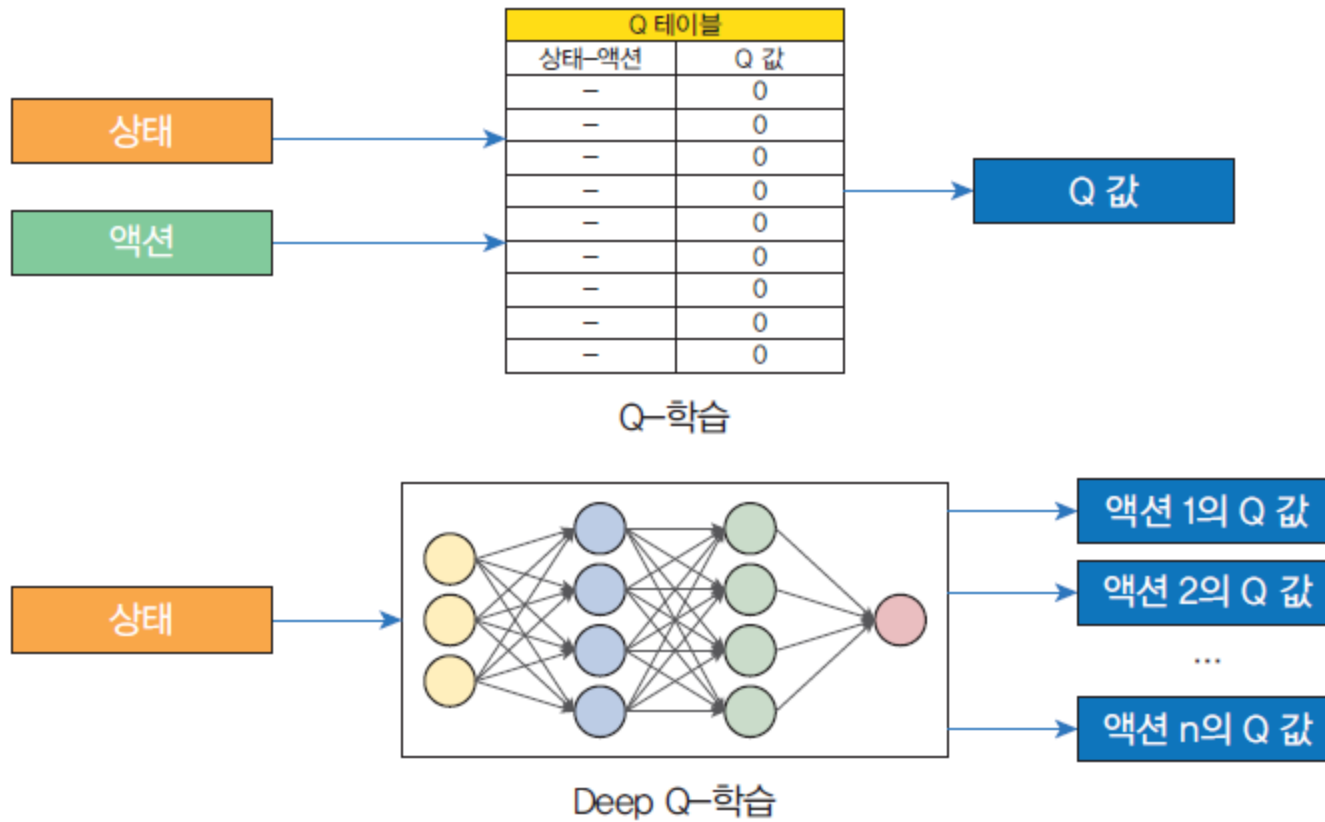 Q 테이블
상태-액션 Q 값
- 0
- 0
- 0
- 0
- 0
- 0
- 0
- 0
- 0
상태
액션
Q 값
Q-학습
상태
액션 1의 Q 값
액션 2의 Q 값
...
액션 n의 Q 값
Deep Q-학습